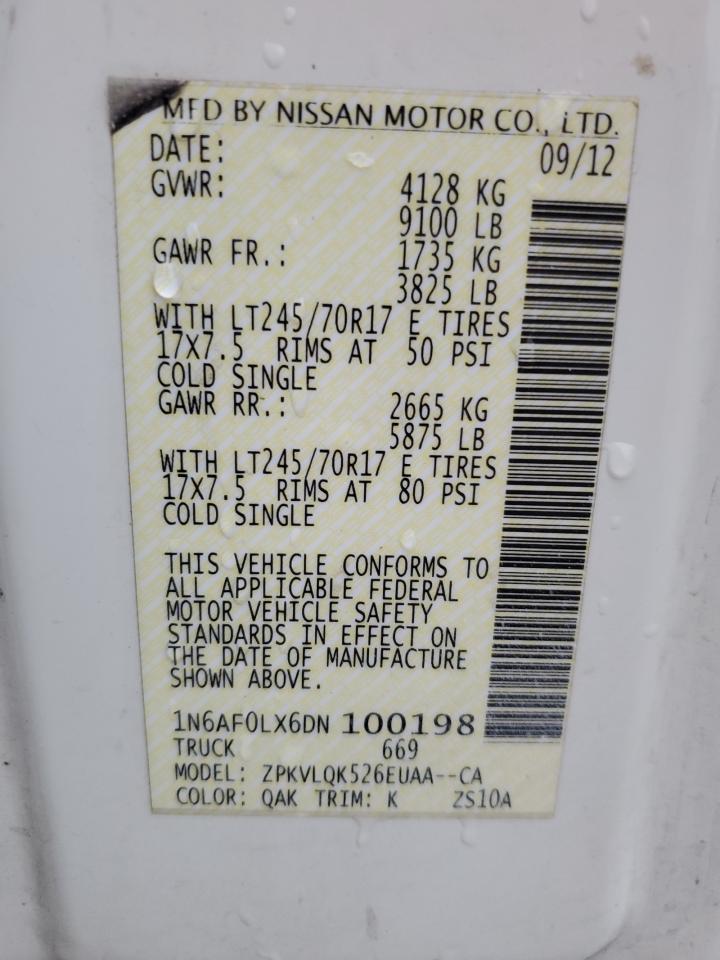 MFD BY NISSAN MOTOR CO., LTD.
DATE: 09/12
GVWR: 4128 KG
9100 LB
GAWR FR.: 1735 KG
3825 LB
WITH LT245/70R17 E TIRES
17X7.5 RIMS AT 50 PSI
COLD SINGLE
GAWR RR.: 2665 KG
5875 LB
WITH LT245/70R17 E TIRES
17X7.5 RIMS AT 80 PSI
COLD SINGLE
THIS VEHICLE CONFORMS TO
ALL APPLICABLE FEDERAL
MOTOR VEHICLE SAFETY
STANDARDS IN EFFECT ON
THE DATE OF MANUFACTURE
SHOWN ABOVE.
1N6AF0LX6DN 100198
TRUCK 669
MODEL: ZPKVLQK526EUAA--CA
COLOR: QAK TRIM: K ZS10A